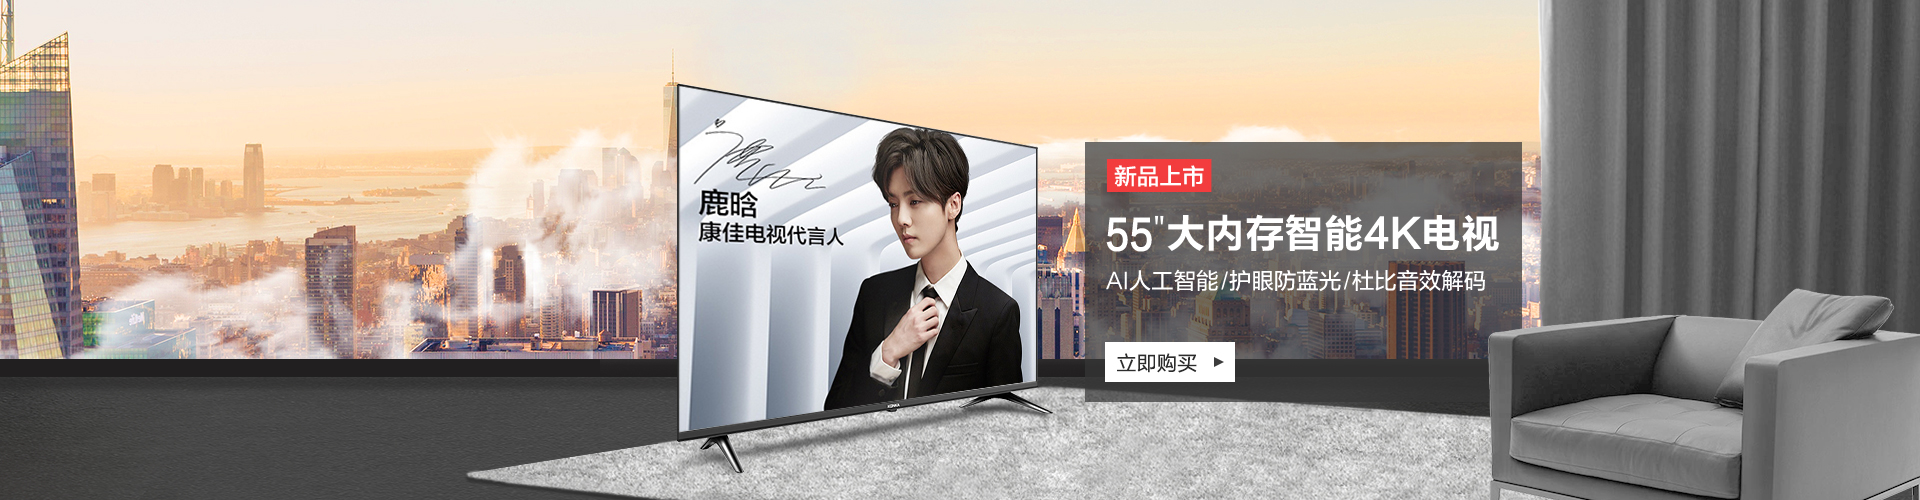 鹿晗
康佳电视代言人
KONKA
新品上市
55"大内存智能4K电视
AI人工智能/护眼防蓝光/杜比音效解码
立即购买